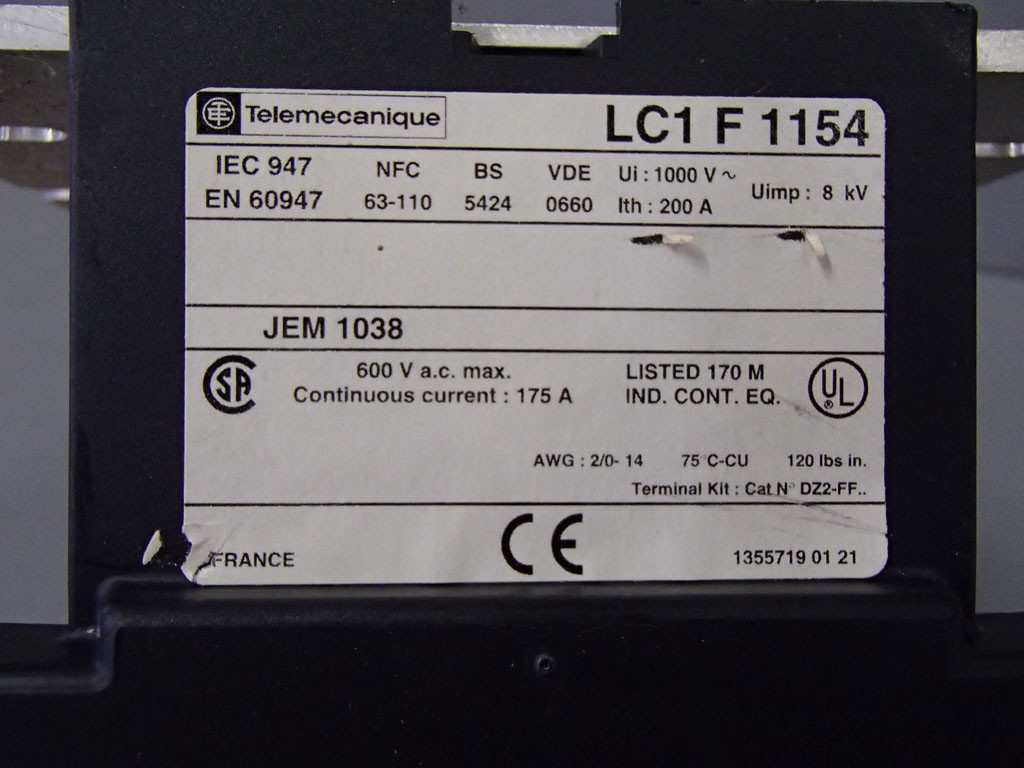 Telemecanique LC1 F 1154
IEC 947 NFC BS VDE Ui : 1000 V ~ Uimp : 8 kV
EN 60947 63-110 5424 0660 Ith : 200 A
JEM 1038
SA 600 V a.c. max. LISTED 170 M UL ®
Continuous current : 175 A IND. CONT. EQ.
AWG : 2/0- 14 75°C-CU 120 lbs in.
Terminal Kit : Cat N° DZ2-FF..
FRANCE CE 1355719 01 21